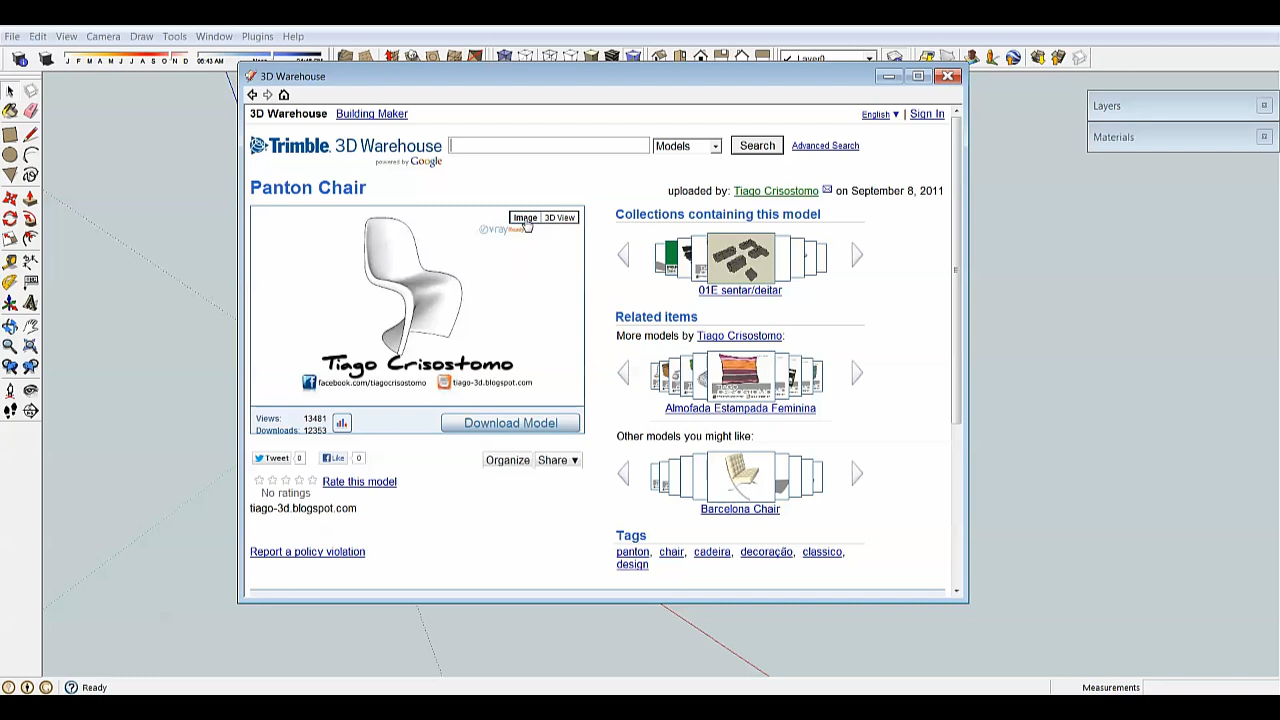 File Edit View Camera Draw Tools Window Plugins Help
J F M A M J J A S O N D
06:43 AM
Layer0
3D Warehouse
3D Warehouse Building Maker
English ▼ | Sign In
Trimble. 3D Warehouse
powered by Google
Models
Search
Advanced Search
Panton Chair
uploaded by: Tiago Crisostomo on September 8, 2011
Image 3D View
Tiago Crisostomo
facebook.com/tiagocrisostomo
tiago-3d.blogspot.com
Views: 13481
Downloads: 12353
Download Model
Tweet 0
Like 0
Organize Share ▼
Rate this model
No ratings
tiago-3d.blogspot.com
Report a policy violation
Collections containing this model
01E sentar/deitar
Related items
More models by Tiago Crisostomo:
Almofada Estampada Feminina
Other models you might like:
Barcelona Chair
Tags
panton, chair, cadeira, decoração, classico,
design
Layers
Materials
Ready
Measurements